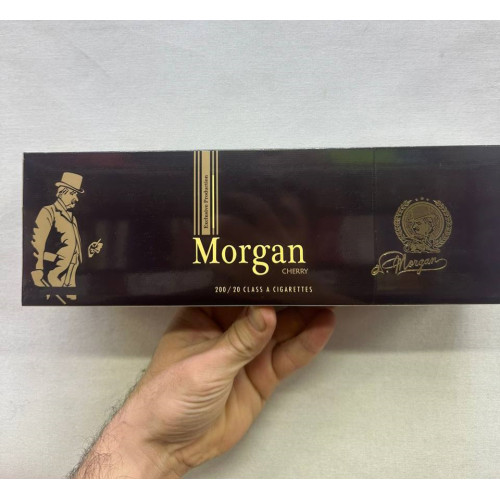 Exclusive Production
Morgan
CHERRY
200/20 CLASS A CIGARETTES
Morgan